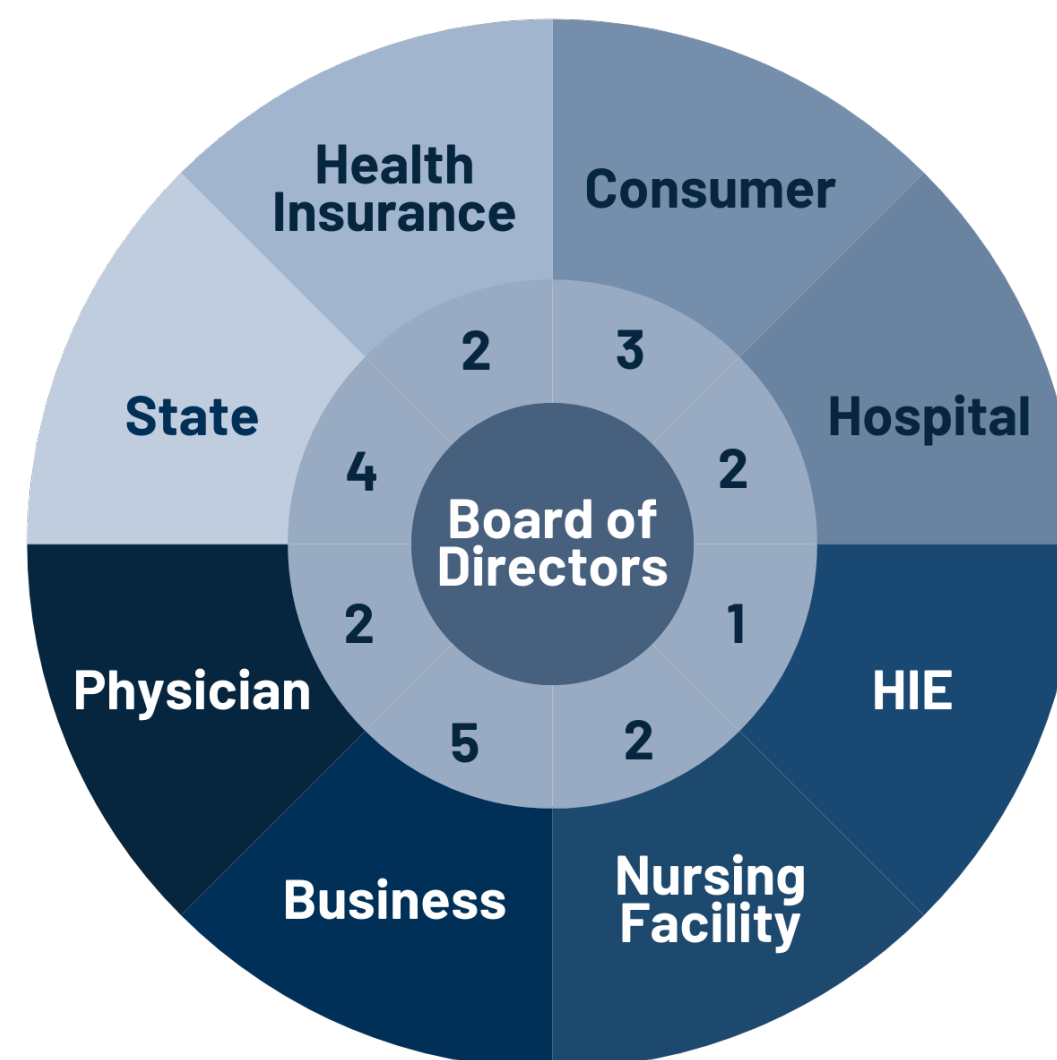 Health
Insurance
2
Consumer
3
Hospital
2
HIE
1
Nursing
Facility
2
Business
5
Physician
2
State
4
Board of
Directors